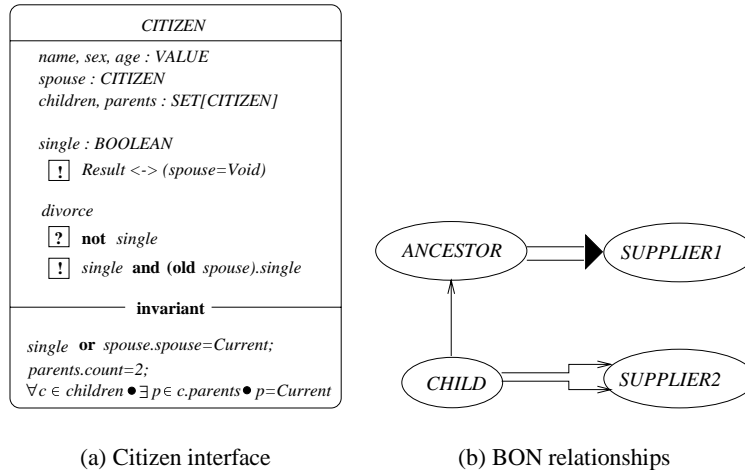 CITIZEN
name, sex, age : VALUE
spouse : CITIZEN
children, parents : SET[CITIZEN]
single : BOOLEAN
! Result <-> (spouse=Void)
divorce
? not single
! single and (old spouse).single
invariant
single or spouse.spouse=Current;
parents.count=2;
∀c ∈ children • ∃ p ∈ c.parents • p=Current
(a) Citizen interface
ANCESTOR
SUPPLIER1
CHILD
SUPPLIER2
(b) BON relationships